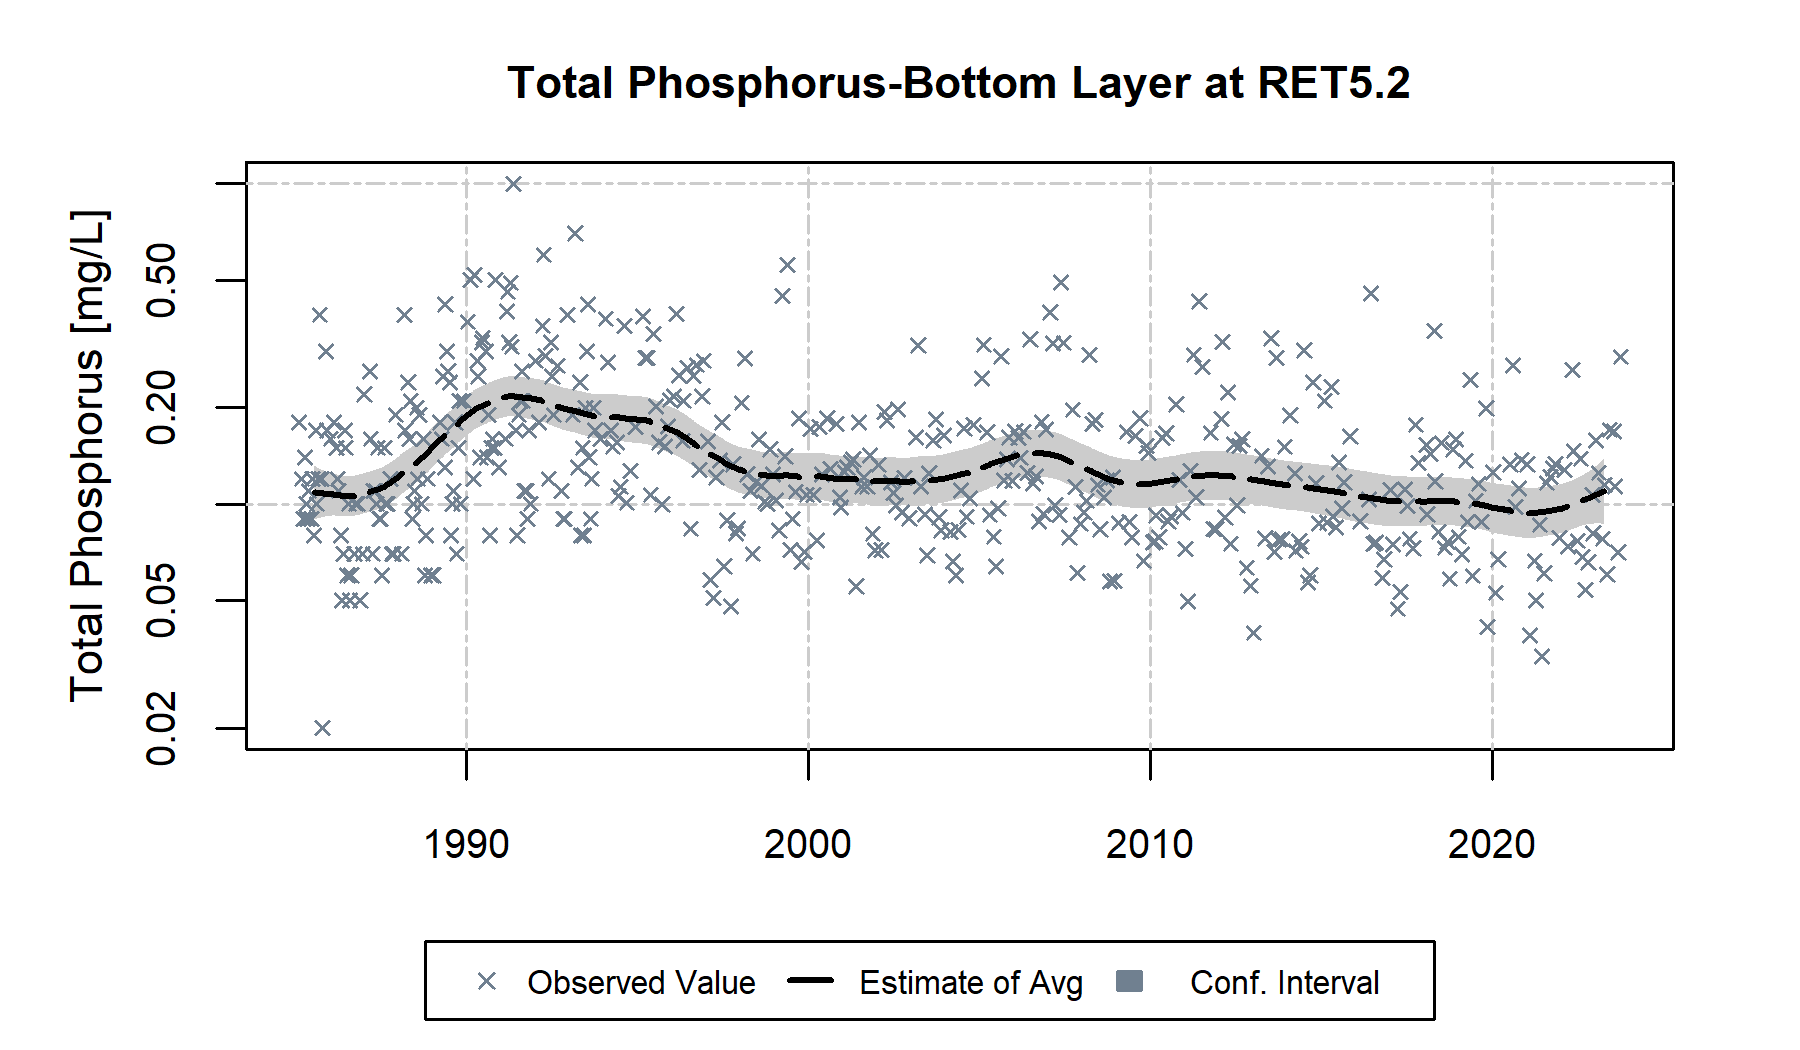 Total Phosphorus-Bottom Layer at RET5.2
Total Phosphorus [mg/L]
0.50
0.20
0.05
0.02
1990 2000 2010 2020
Observed Value Estimate of Avg Conf. Interval